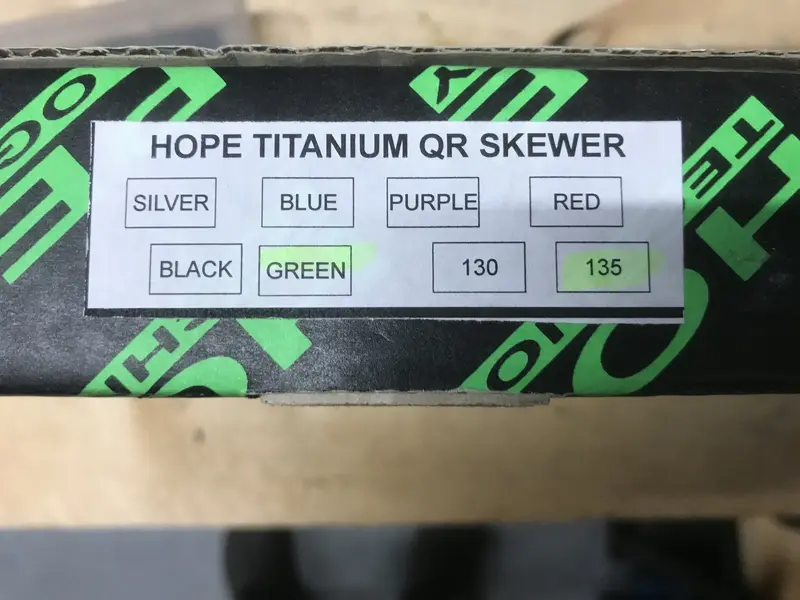 HOPE TITANIUM QR SKEWER
SILVER BLUE PURPLE RED
BLACK GREEN 130 135